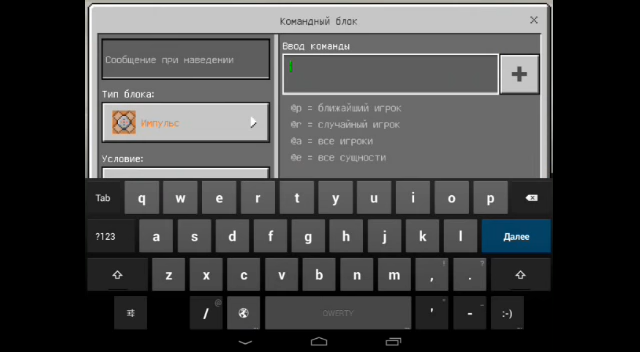 Командный блок
Сообщение при наведении
Ввод команды
Тип блока:
Импульс
@p = ближайший игрок
@r = случайный игрок
@a = все игроки
@e = все сущности
Условие:
Tab q w e r t y u i o p
?123 a s d f g h j k l Далее
z x c v b n m , ! . ?
/ @ QWERTY ' - _ :-)